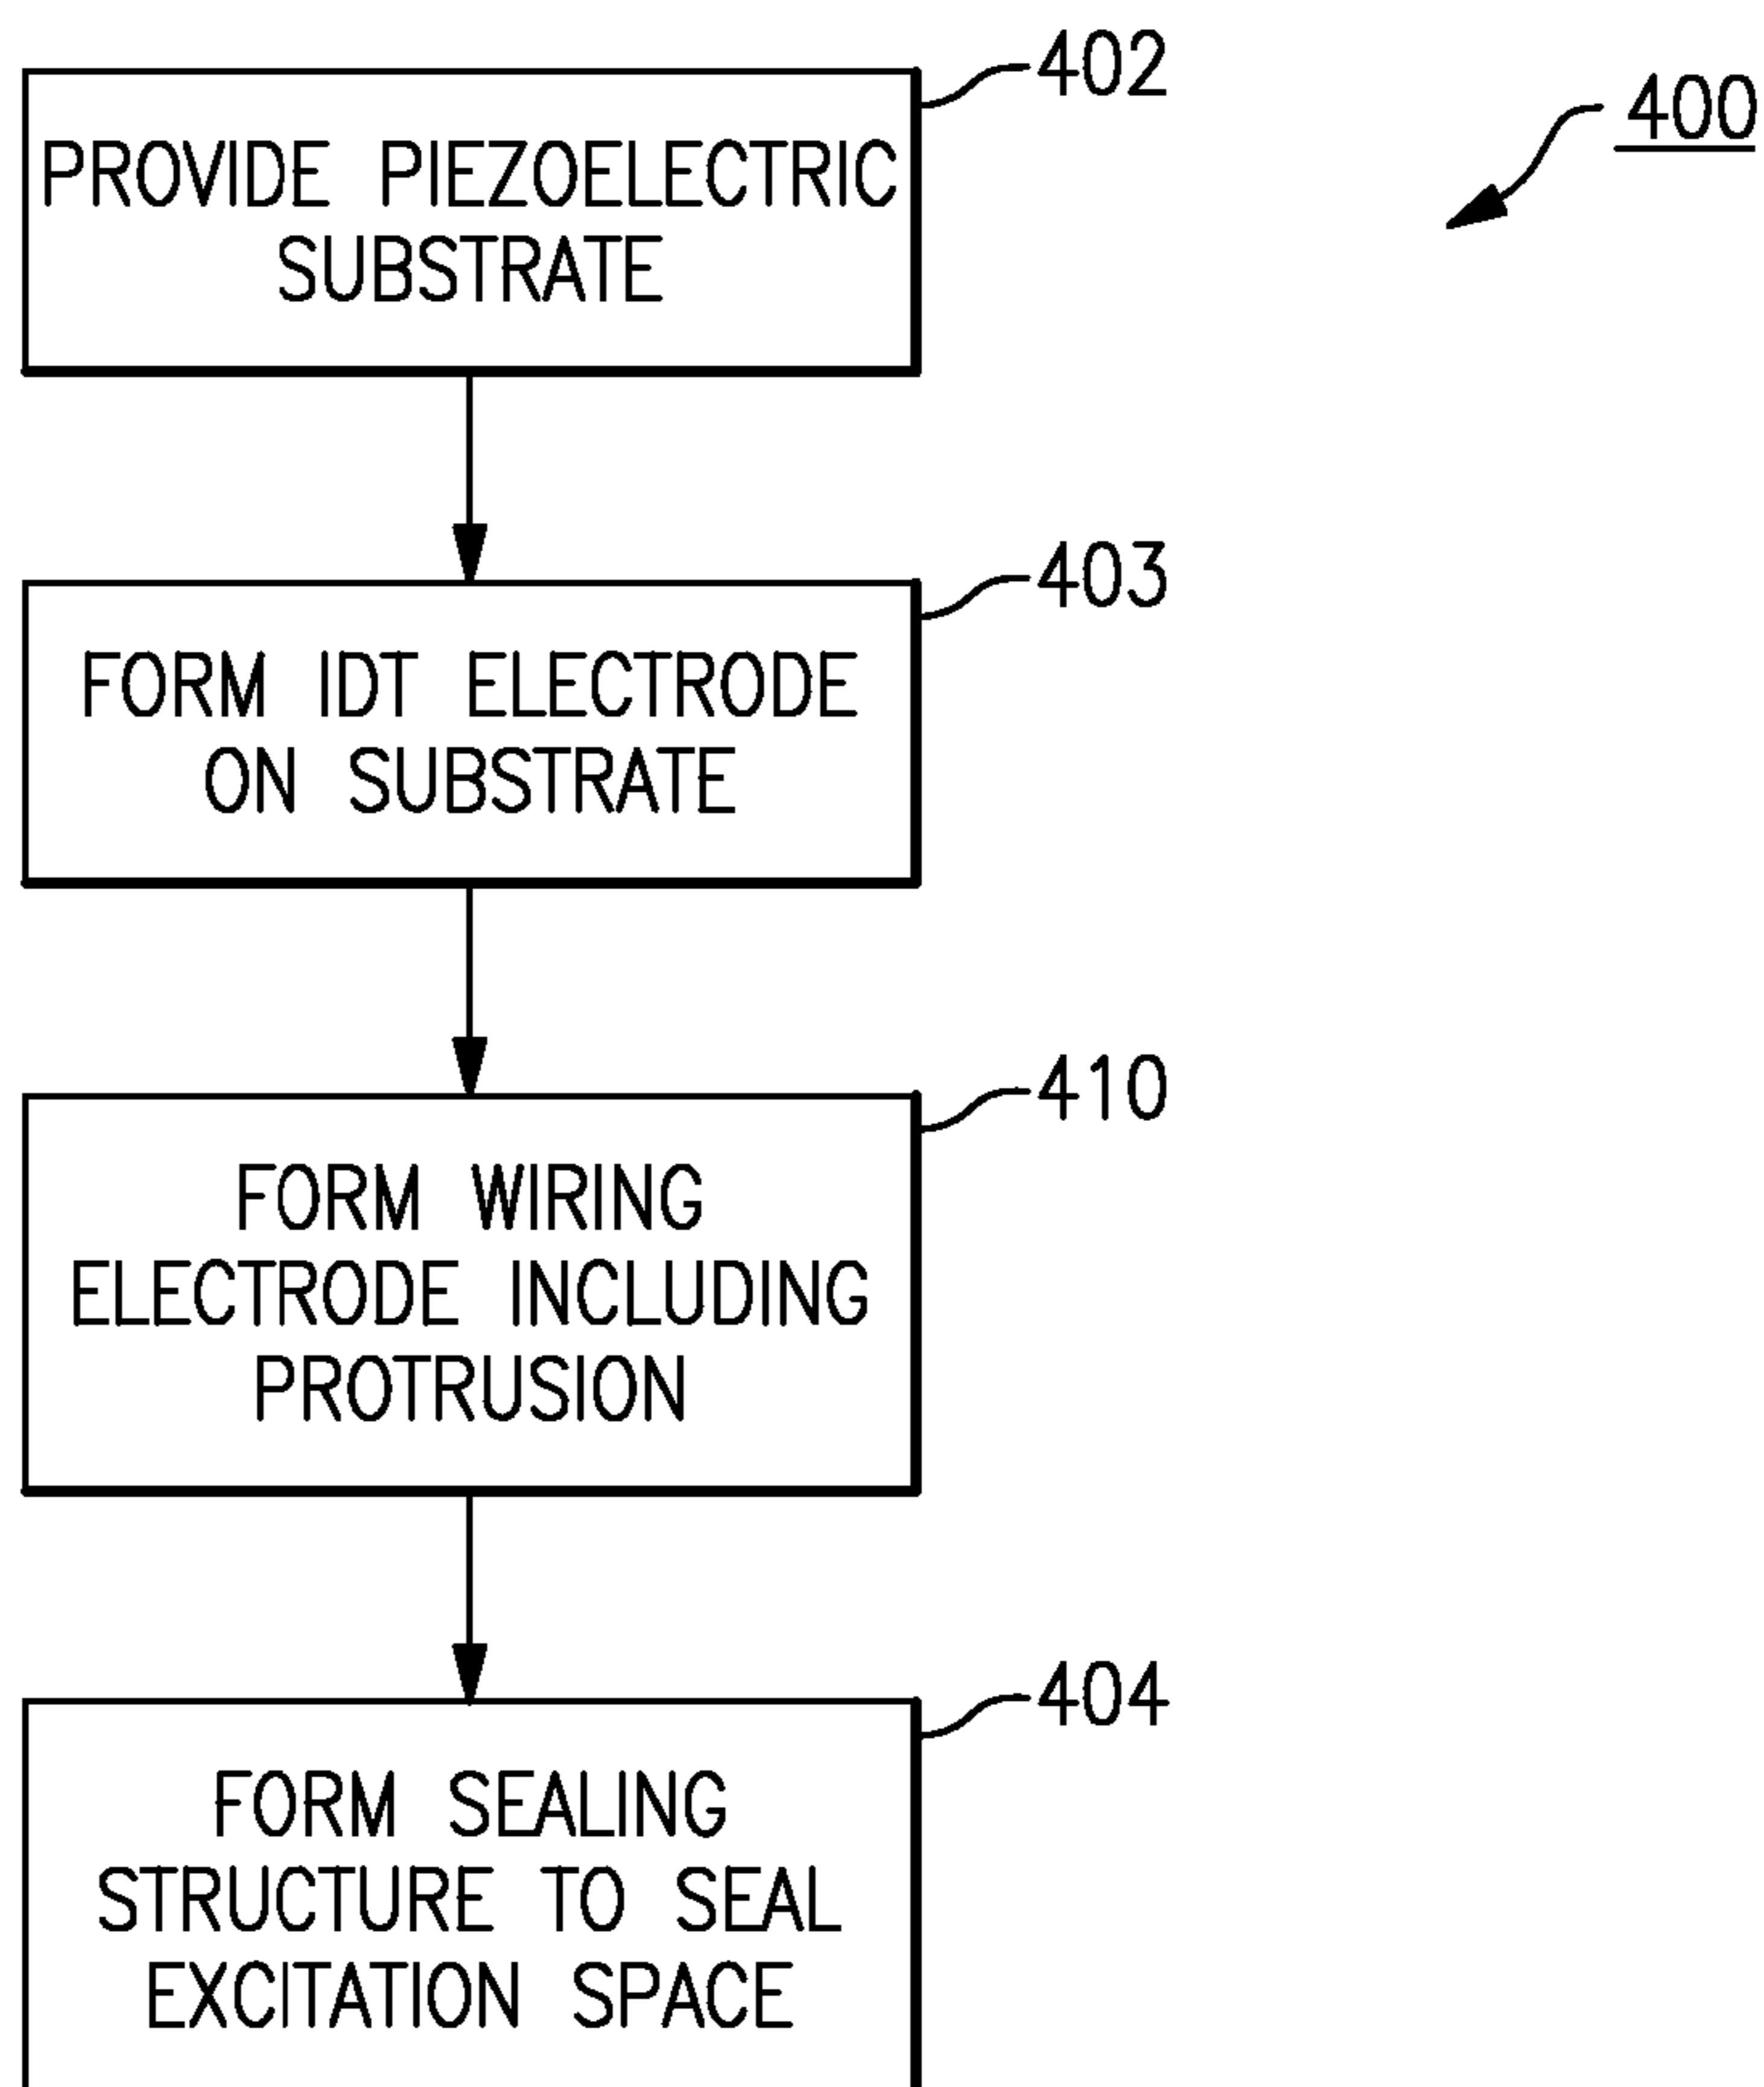 402
400
PROVIDE PIEZOELECTRIC
SUBSTRATE
403
FORM IDT ELECTRODE
ON SUBSTRATE
410
FORM WIRING
ELECTRODE INCLUDING
PROTRUSION
404
FORM SEALING
STRUCTURE TO SEAL
EXCITATION SPACE